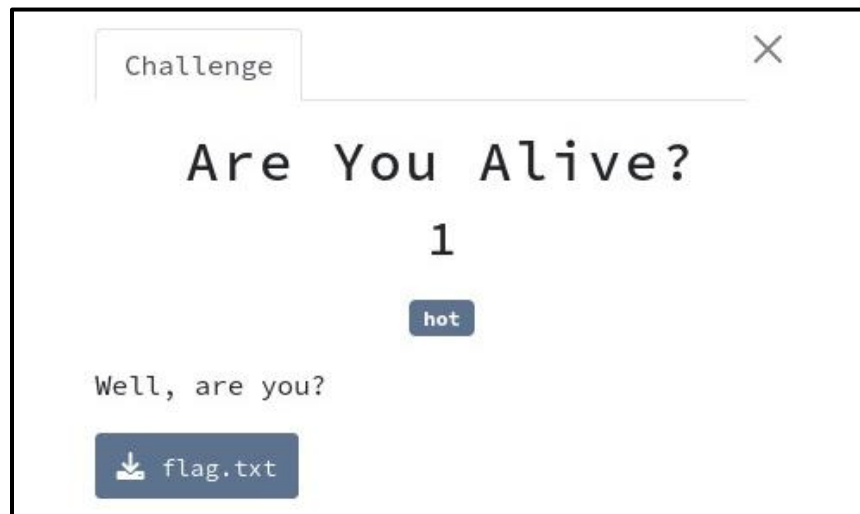 Challenge
Are You Alive?
1
hot
Well, are you?
flag.txt